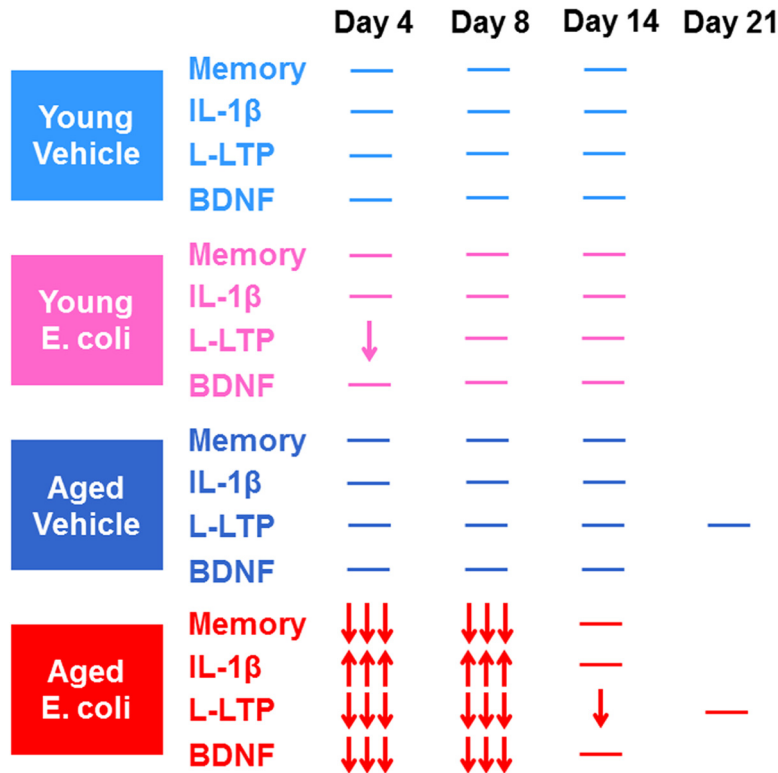 Day 4 Day 8 Day 14 Day 21
Young
Vehicle
Memory
IL-1β
L-LTP
BDNF
Young
E. coli
Memory
IL-1β
L-LTP
BDNF
Aged
Vehicle
Memory
IL-1β
L-LTP
BDNF
Aged
E. coli
Memory
IL-1β
L-LTP
BDNF